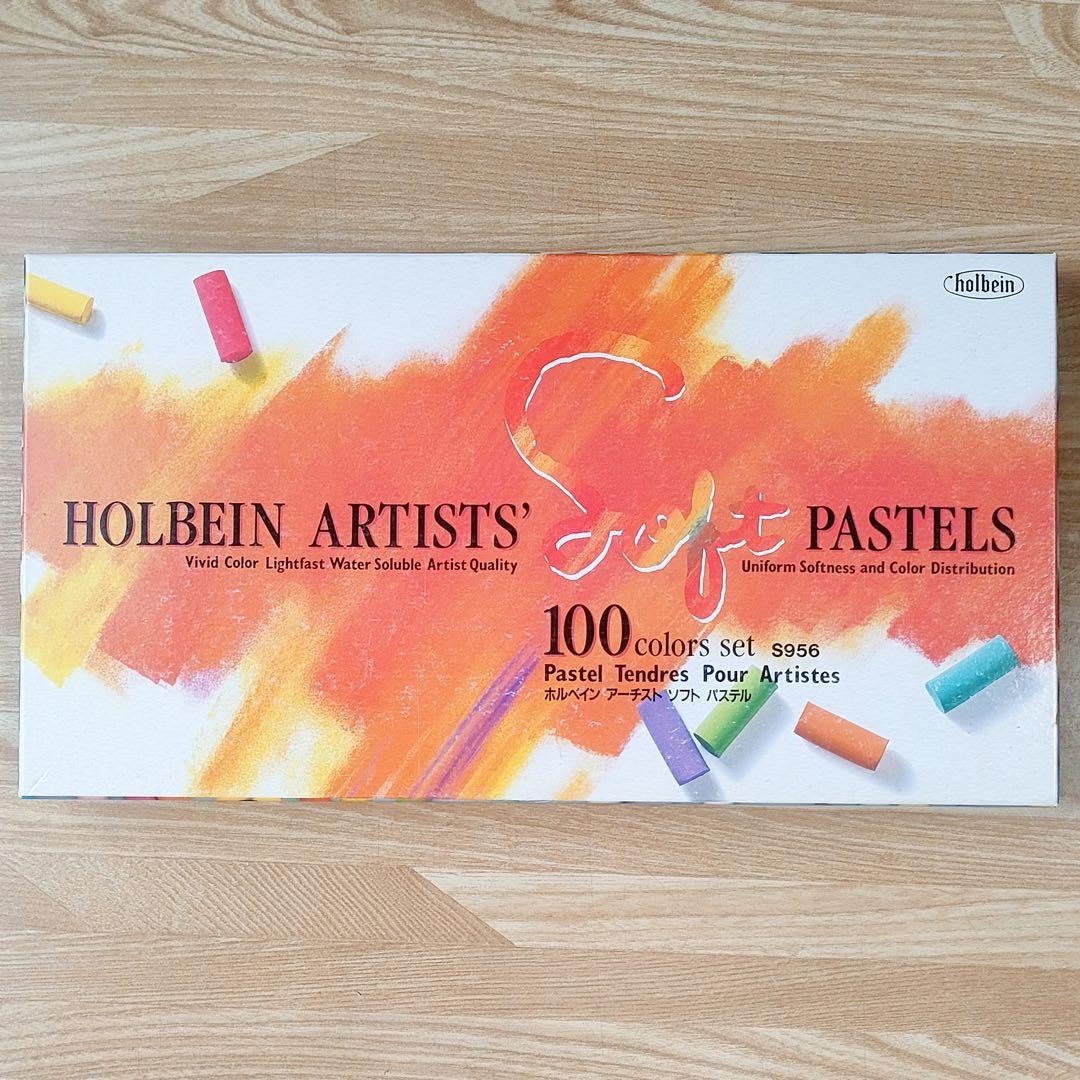 holbein
HOLBEIN ARTISTS' Soft PASTELS
Vivid Color Lightfast Water Soluble Artist Quality
Uniform Softness and Color Distribution
100 colors set S956
Pastel Tendres Pour Artistes
ホルベイン アーチスト ソフト パステル